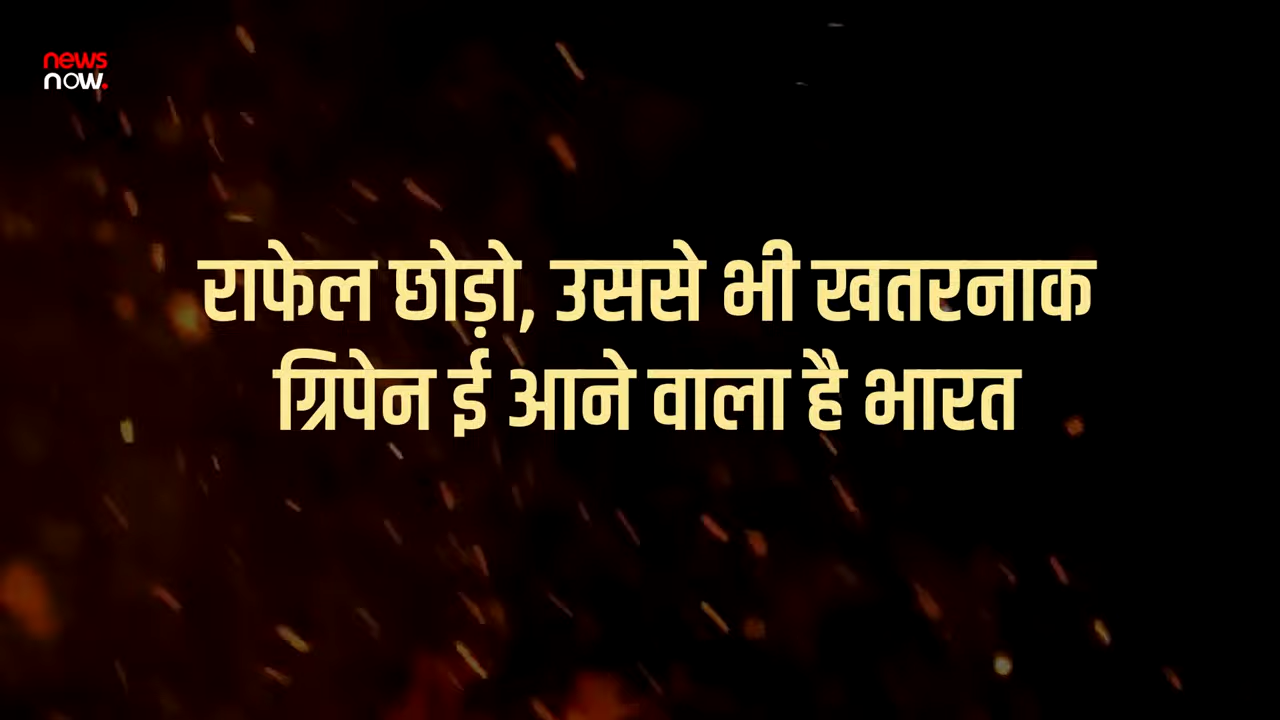 news
now.
राफेल छोड़ो, उससे भी खतरनाक
ग्रिपेन ई आने वाला है भारत